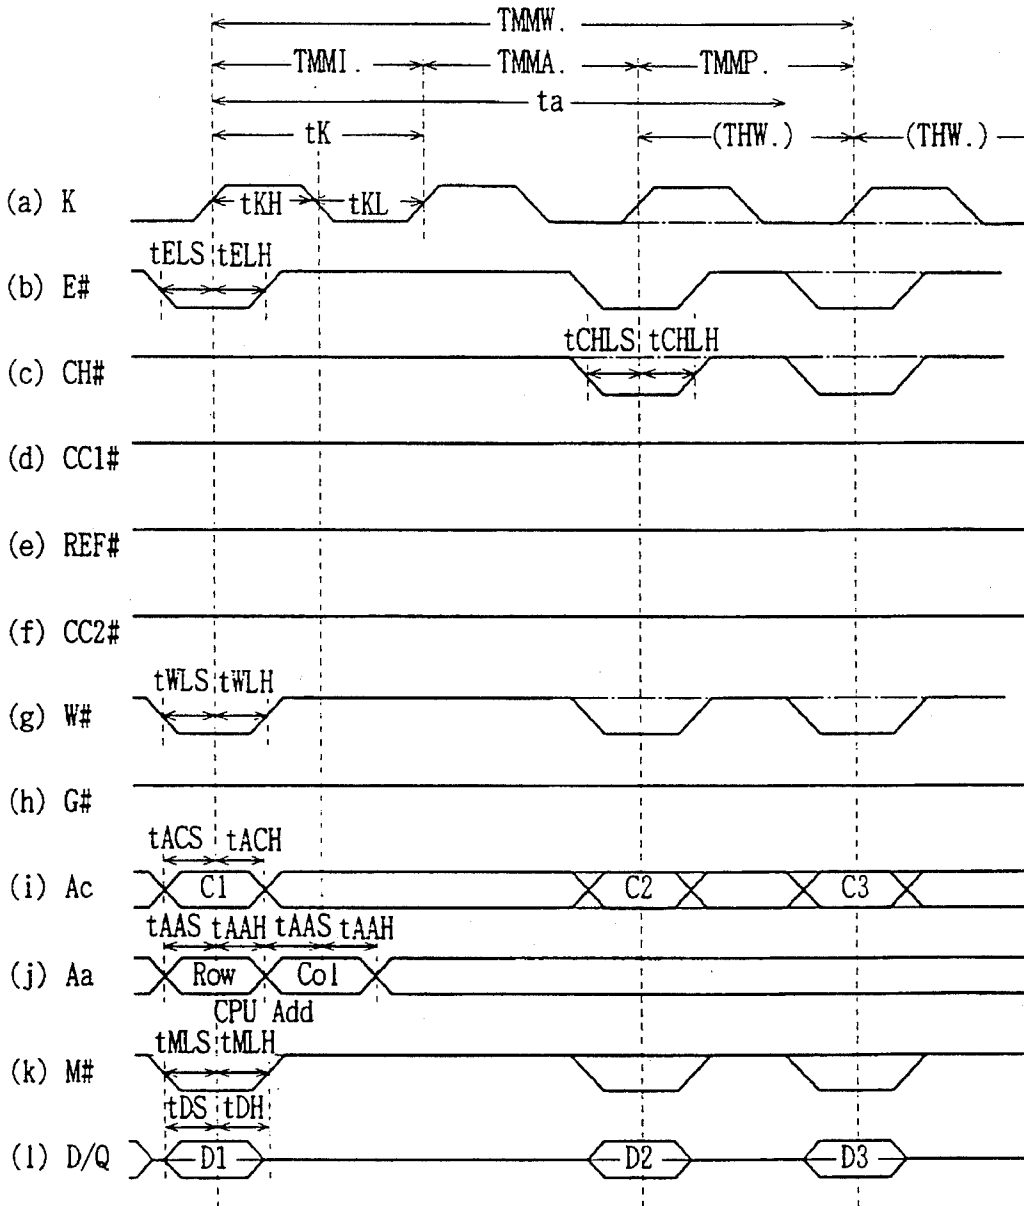 TMMW.
TMMI. TMMA. TMMP.
ta
tK (THW.) (THW.)
(a) K tKH tKL
tELS tELH
(b) E#
tCHLS tCHLH
(c) CH#
(d) CC1#
(e) REF#
(f) CC2#
tWLS tWLH
(g) W#
(h) G#
tACS tACH
(i) Ac C1 C2 C3
tAAS tAAH tAAS tAAH
(j) Aa Row Col
CPU Add
tMLS tMLH
(k) M#
tDS tDH
(l) D/Q D1 D2 D3